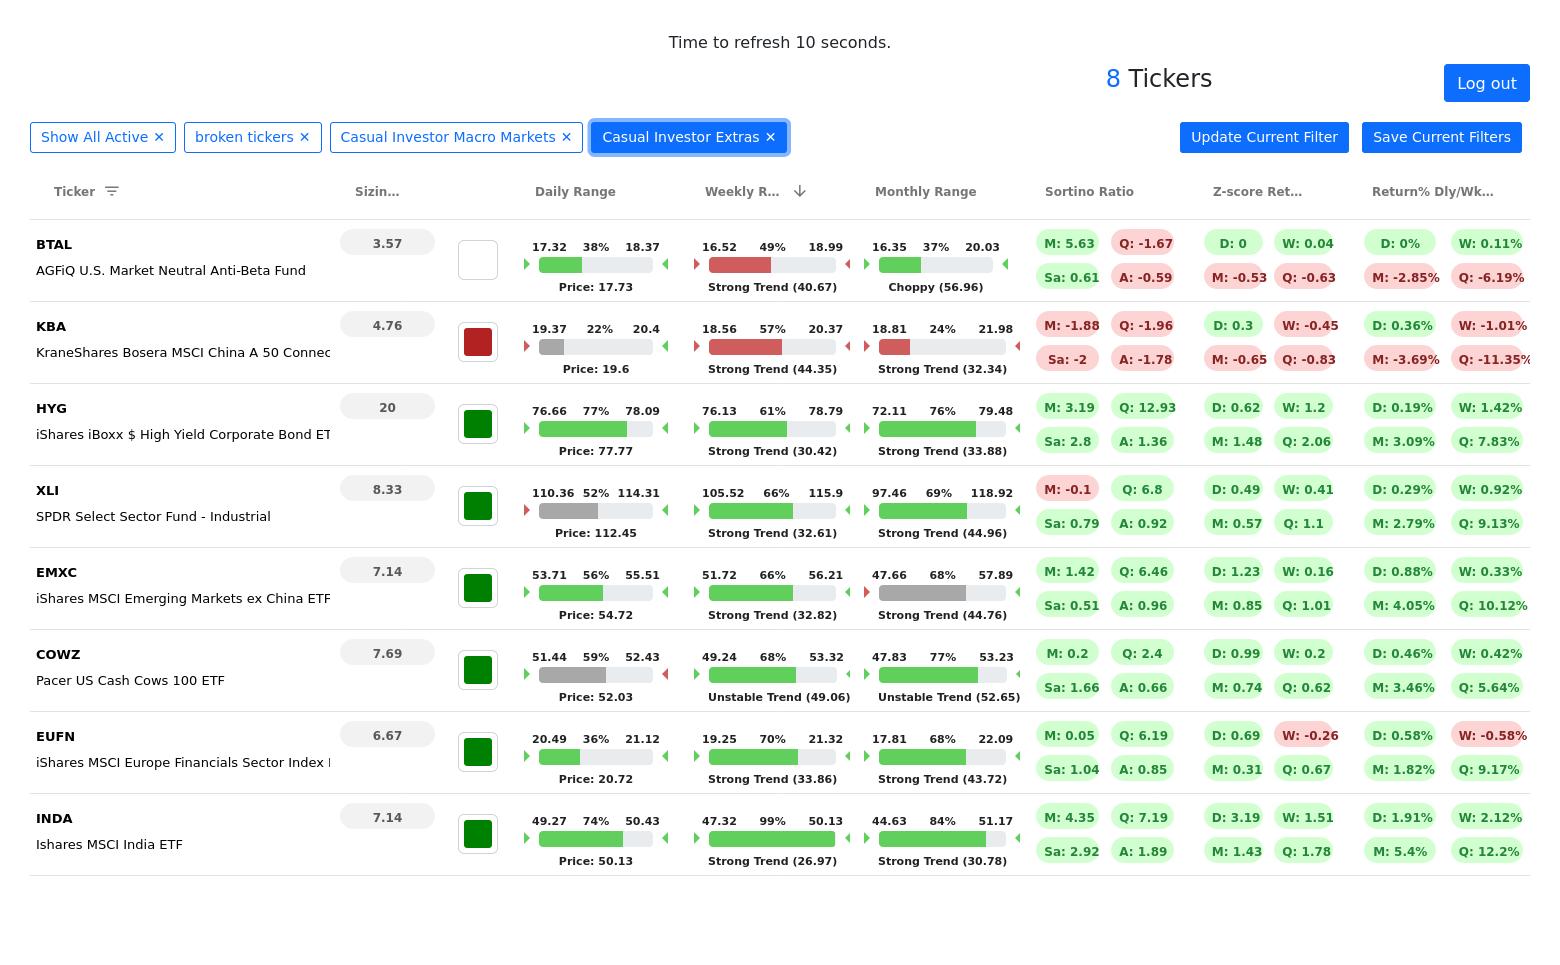 Time to refresh 10 seconds.
8 Tickers
Log out
Show All Active ✕ broken tickers ✕ Casual Investor Macro Markets ✕ Casual Investor Extras ✕ Update Current Filter Save Current Filters
Ticker Sizin... Daily Range Weekly R... Monthly Range Sortino Ratio Z-score Ret... Return% Dly/Wk...
BTAL 3.57 17.32 38% 18.37 16.52 49% 18.99 16.35 37% 20.03 M: 5.63 Q: -1.67 D: 0 W: 0.04 D: 0% W: 0.11%
AGFiQ U.S. Market Neutral Anti-Beta Fund Sa: 0.61 A: -0.59 M: -0.53 Q: -0.63 M: -2.85% Q: -6.19%
Price: 17.73 Strong Trend (40.67) Choppy (56.96)
KBA 4.76 19.37 22% 20.4 18.56 57% 20.37 18.81 24% 21.98 M: -1.88 Q: -1.96 D: 0.3 W: -0.45 D: 0.36% W: -1.01%
KraneShares Bosera MSCI China A 50 Connec Sa: -2 A: -1.78 M: -0.65 Q: -0.83 M: -3.69% Q: -11.35%
Price: 19.6 Strong Trend (44.35) Strong Trend (32.34)
HYG 20 76.66 77% 78.09 76.13 61% 78.79 72.11 76% 79.48 M: 3.19 Q: 12.93 D: 0.62 W: 1.2 D: 0.19% W: 1.42%
iShares iBoxx $ High Yield Corporate Bond ET Sa: 2.8 A: 1.36 M: 1.48 Q: 2.06 M: 3.09% Q: 7.83%
Price: 77.77 Strong Trend (30.42) Strong Trend (33.88)
XLI 8.33 110.36 52% 114.31 105.52 66% 115.9 97.46 69% 118.92 M: -0.1 Q: 6.8 D: 0.49 W: 0.41 D: 0.29% W: 0.92%
SPDR Select Sector Fund - Industrial Sa: 0.79 A: 0.92 M: 0.57 Q: 1.1 M: 2.79% Q: 9.13%
Price: 112.45 Strong Trend (32.61) Strong Trend (44.96)
EMXC 7.14 53.71 56% 55.51 51.72 66% 56.21 47.66 68% 57.89 M: 1.42 Q: 6.46 D: 1.23 W: 0.16 D: 0.88% W: 0.33%
iShares MSCI Emerging Markets ex China ETF Sa: 0.51 A: 0.96 M: 0.85 Q: 1.01 M: 4.05% Q: 10.12%
Price: 54.72 Strong Trend (32.82) Strong Trend (44.76)
COWZ 7.69 51.44 59% 52.43 49.24 68% 53.32 47.83 77% 53.23 M: 0.2 Q: 2.4 D: 0.99 W: 0.2 D: 0.46% W: 0.42%
Pacer US Cash Cows 100 ETF Sa: 1.66 A: 0.66 M: 0.74 Q: 0.62 M: 3.46% Q: 5.64%
Price: 52.03 Unstable Trend (49.06) Unstable Trend (52.65)
EUFN 6.67 20.49 36% 21.12 19.25 70% 21.32 17.81 68% 22.09 M: 0.05 Q: 6.19 D: 0.69 W: -0.26 D: 0.58% W: -0.58%
iShares MSCI Europe Financials Sector Index Sa: 1.04 A: 0.85 M: 0.31 Q: 0.67 M: 1.82% Q: 9.17%
Price: 20.72 Strong Trend (33.86) Strong Trend (43.72)
INDA 7.14 49.27 74% 50.43 47.32 99% 50.13 44.63 84% 51.17 M: 4.35 Q: 7.19 D: 3.19 W: 1.51 D: 1.91% W: 2.12%
Ishares MSCI India ETF Sa: 2.92 A: 1.89 M: 1.43 Q: 1.78 M: 5.4% Q: 12.2%
Price: 50.13 Strong Trend (26.97) Strong Trend (30.78)